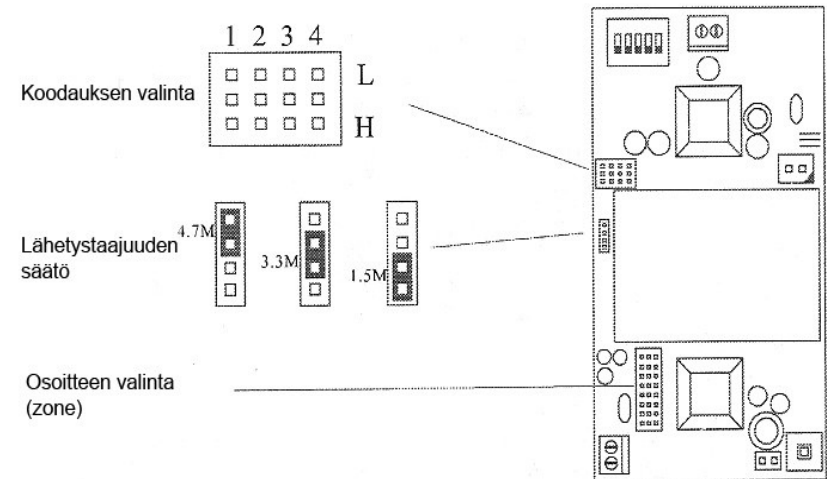 1 2 3 4
Koodauksen valinta
L
H
Lähetystaajuuden
säätö
4.7M
3.3M
1.5M
Osoitteen valinta
(zone)